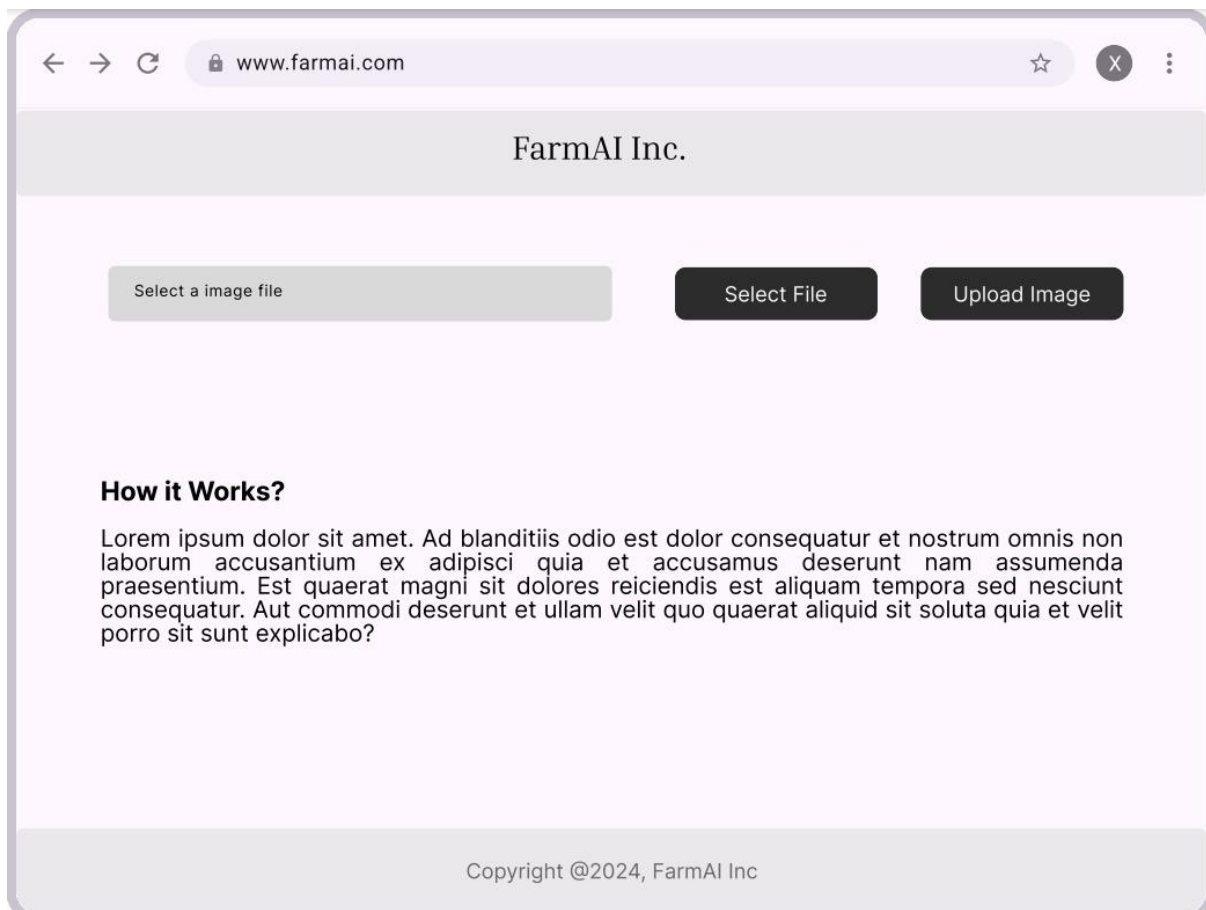 www.farmai.com
X
FarmAI Inc.
Select a image file
Select File
Upload Image
How it Works?
Lorem ipsum dolor sit amet. Ad blanditiis odio est dolor consequatur et nostrum omnis non
laborum accusantium ex adipisci quia et accusamus deserunt nam assumenda
praesentium. Est quaerat magni sit dolores reiciendis est aliquam tempora sed nesciunt
consequatur. Aut commodi deserunt et ullam velit quo quaerat aliquid sit soluta quia et velit
porro sit sunt explicabo?
Copyright @2024, FarmAI Inc